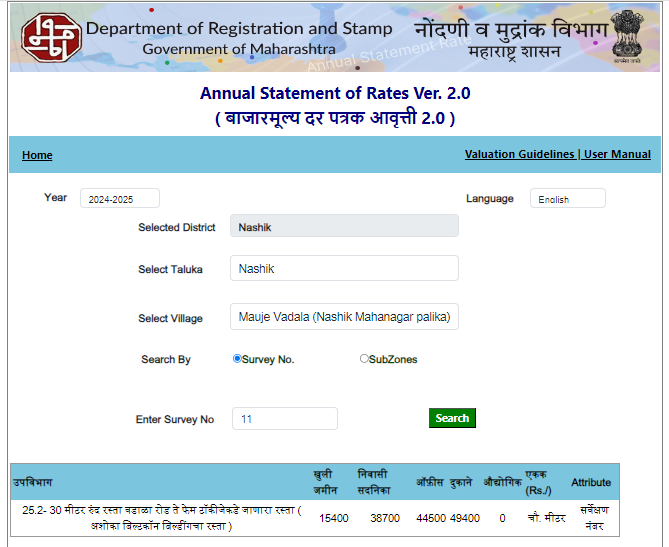 Department of Registration and Stamp
Government of Maharashtra
नोंदणी व मुद्रांक विभाग
महाराष्ट्र शासन
Annual Statement Rate
Annual Statement of Rates Ver. 2.0
( बाजारमूल्य दर पत्रक आवृत्ती 2.0 )
Home
Valuation Guidelines | User Manual
Year 2024-2025
Language English
Selected District Nashik
Select Taluka Nashik
Select Village Mauje Vadala (Nashik Mahanagar palika)
Search By Survey No. SubZones
Enter Survey No 11 Search
उपविभाग खुली जमीन निवासी सदनिका ऑफ़ीस दुकाने औद्योगिक एकक (Rs./) Attribute
25.2- 30 मीटर रुंद रस्ता वडाळा रोड ते फेम टॉकीजेकडे जाणारा रस्ता (
अशोका बिल्डकॉन बिल्डींगचा रस्ता )
15400 38700 44500 49400 0 चौ. मीटर सर्वेक्षण नंबर